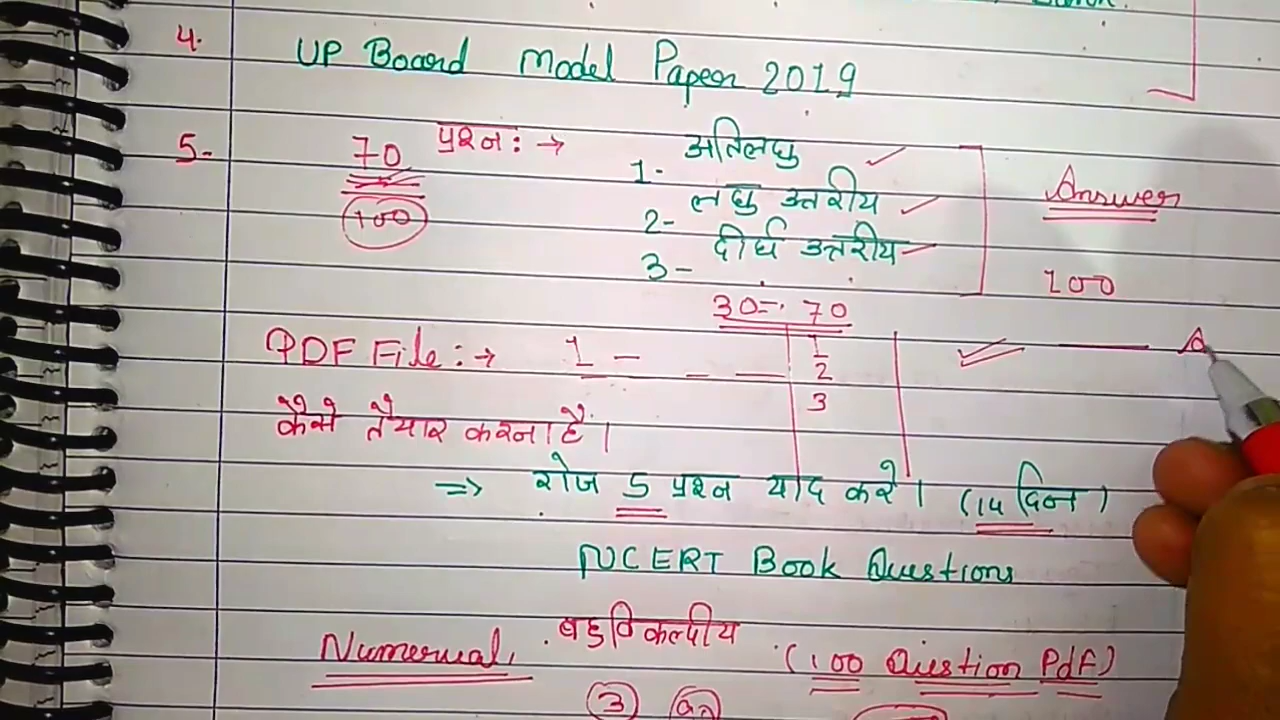 4. UP Board Model Paper 2019
5- 70 प्रश्न: → अतिलघु
1-
100 लघु उत्तरीय Answer
2-
दीर्घ उत्तरीय
3-
100
30-- 70
PDF File: → 1 - - — 1
2
3
कैसे तैयार करना है।
⇒ रोज 5 प्रश्न याद करे। (14 दिन)
NCERT Book Questions
Numerical, बहुविकल्पीय (100 Question Pdf)
3